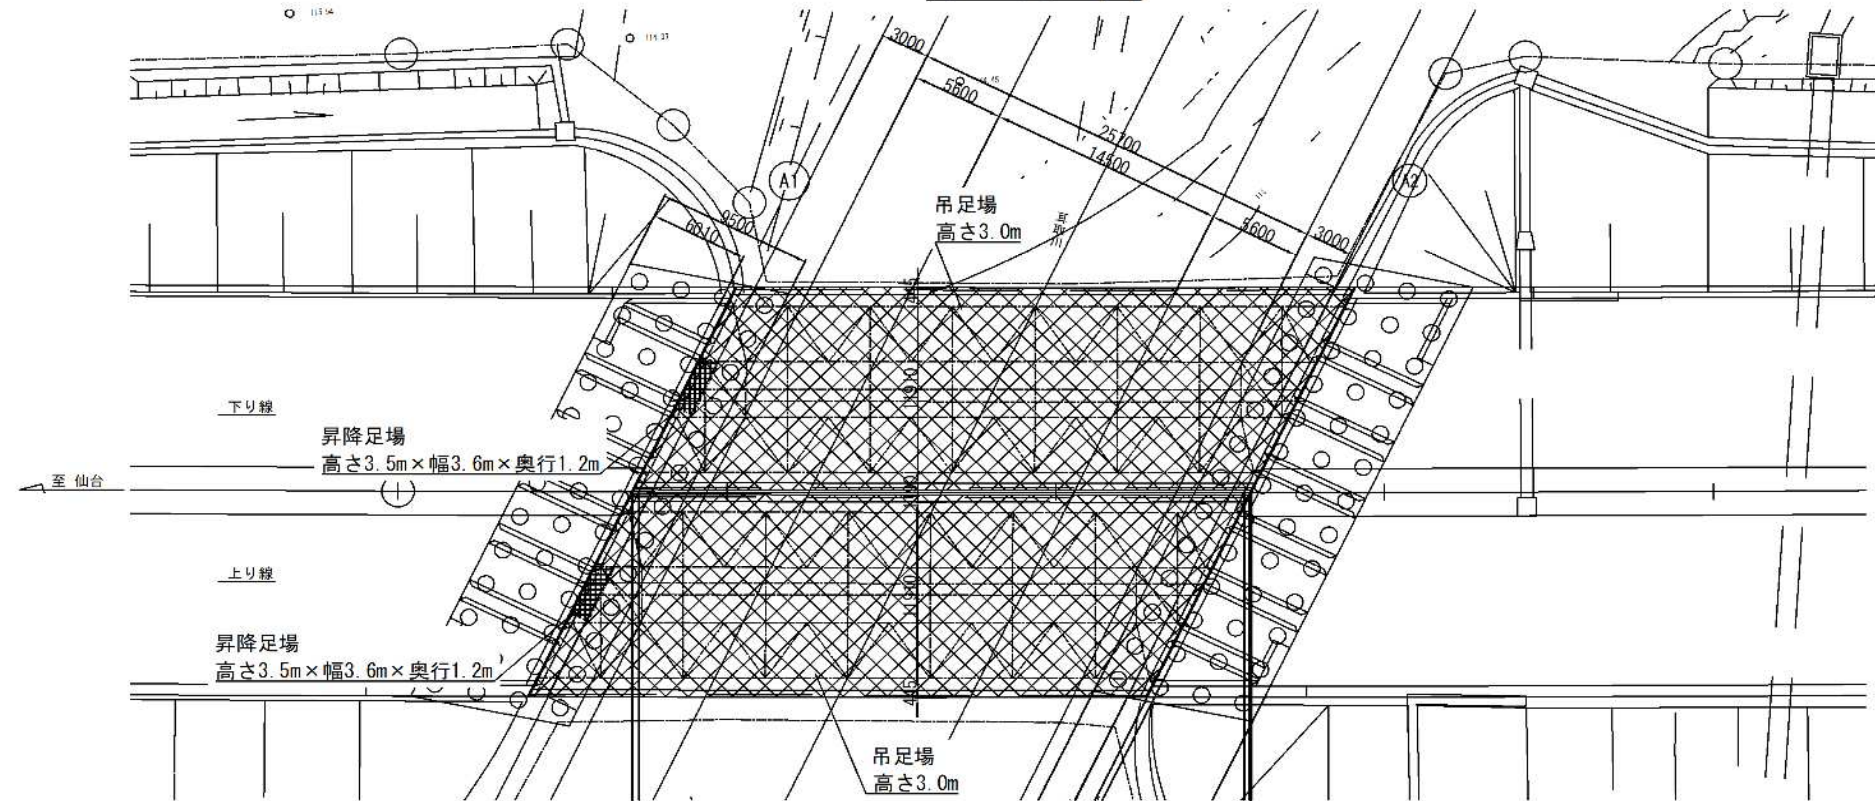 3000
5600
25700
14500
A1
A2
吊足場
高さ3.0m
5600
3000
9500
6010
11910
下り線
昇降足場
高さ3.5m×幅3.6m×奥行1.2m
至 仙台
上り線
昇降足場
高さ3.5m×幅3.6m×奥行1.2m
吊足場
高さ3.0m